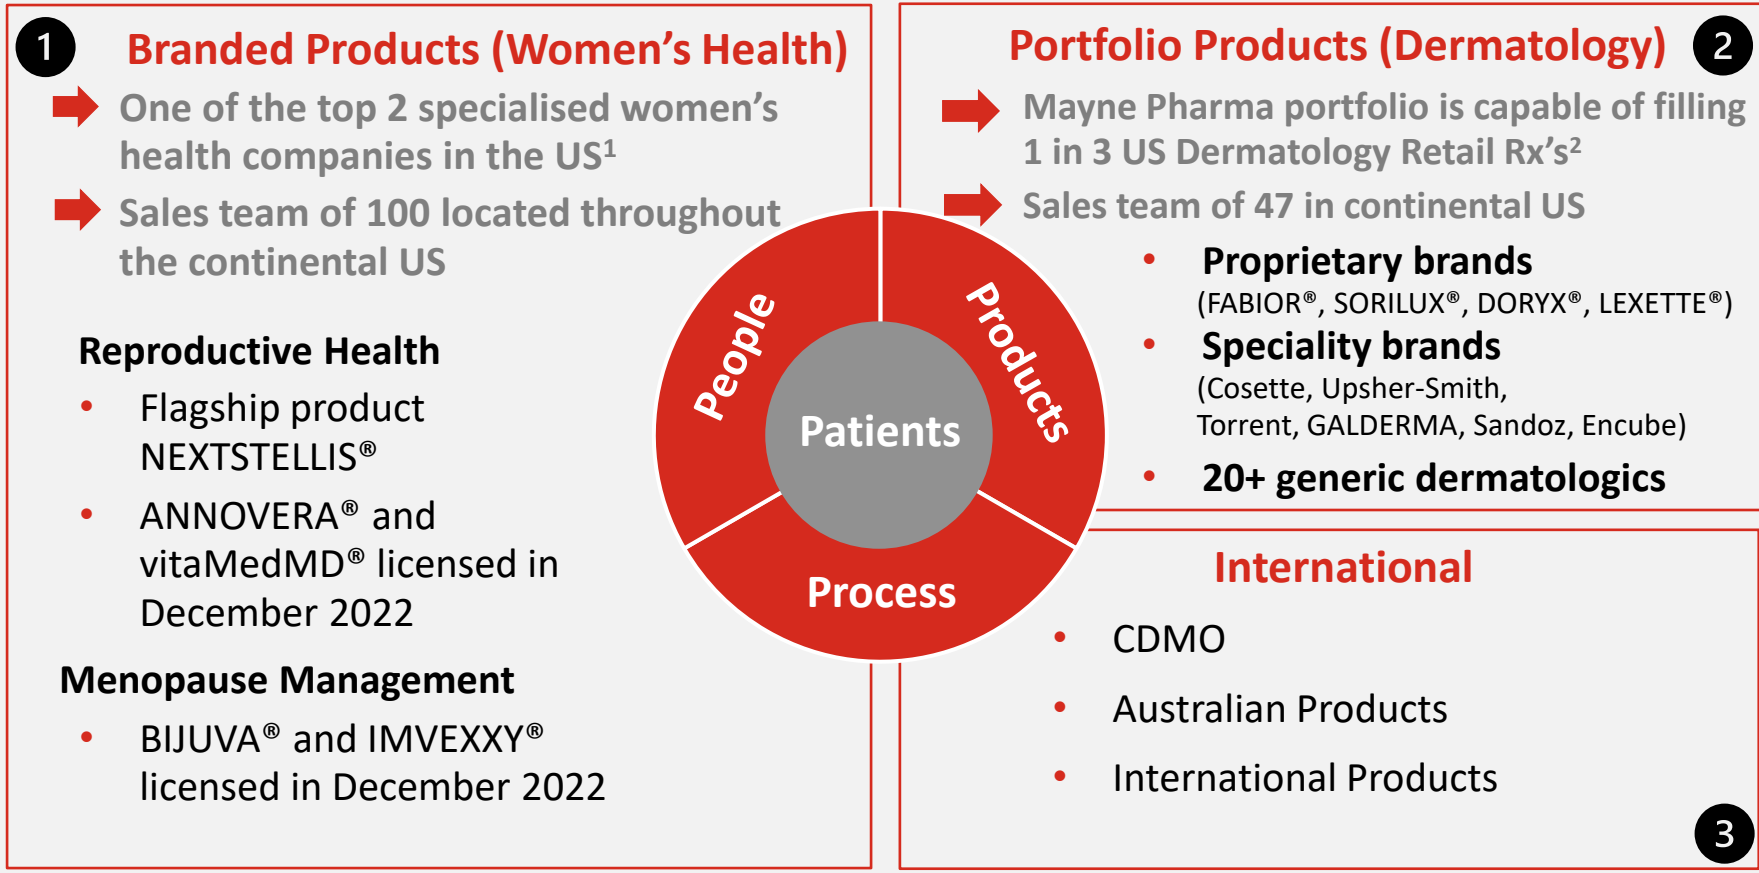 1
Branded Products (Women's Health)
One of the top 2 specialised women's
health companies in the US¹
Sales team of 100 located throughout
the continental US
Reproductive Health
• Flagship product
NEXTSTELLIS®
• ANNOVERA® and
vitaMedMD® licensed in
December 2022
Menopause Management
• BIJUVA® and IMVEXXY®
licensed in December 2022
People
Products
Patients
Process
Portfolio Products (Dermatology)
2
Mayne Pharma portfolio is capable of filling
1 in 3 US Dermatology Retail Rx's²
Sales team of 47 in continental US
• Proprietary brands
(FABIOR®, SORILUX®, DORYX®, LEXETTE®)
• Speciality brands
(Cosette, Upsher-Smith,
Torrent, GALDERMA, Sandoz, Encube)
• 20+ generic dermatologics
International
• CDMO
• Australian Products
• International Products
3